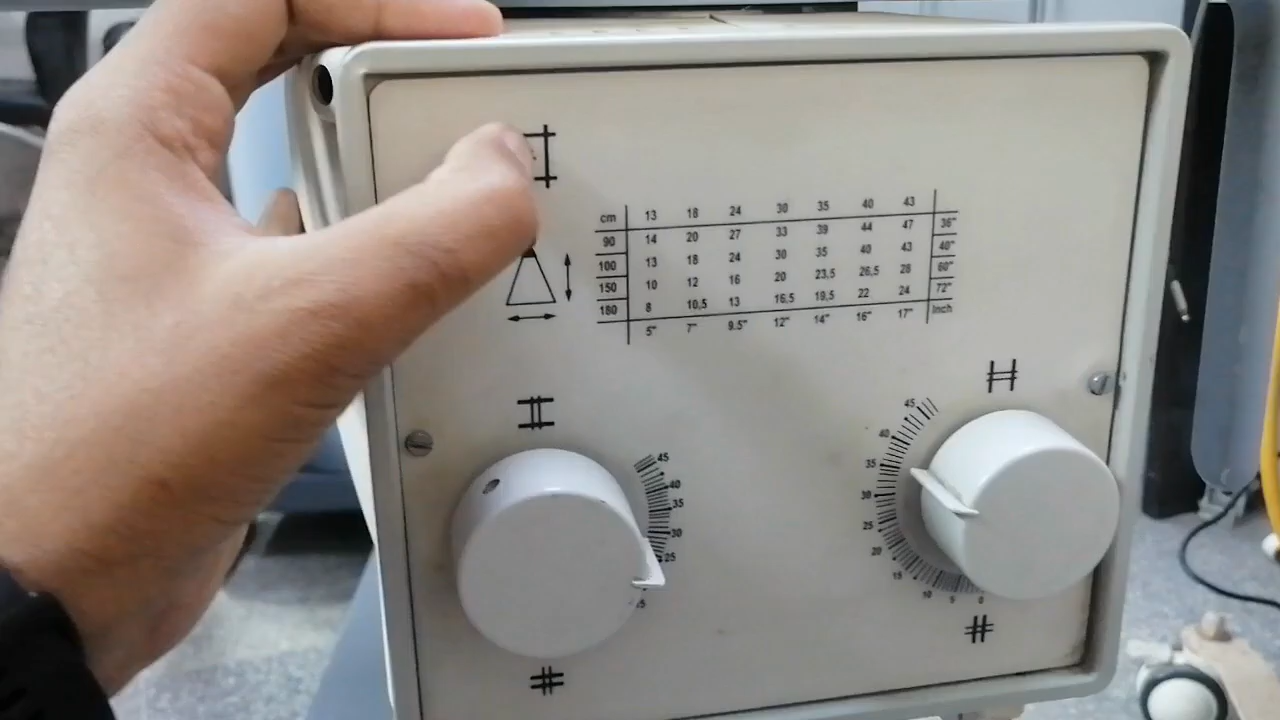 cm 13 18 24 30 35 40 43
90 14 20 27 33 39 44 47 36"
100 13 18 24 30 35 40 43 40"
150 10 12 16 20 23,5 26,5 28 60"
180 8 10,5 13 16,5 19,5 22 24 72"
5" 7" 9.5" 12" 14" 16" 17" Inch
45
40
35
30
25
45
40
35
30
25
20
15
10
5
0